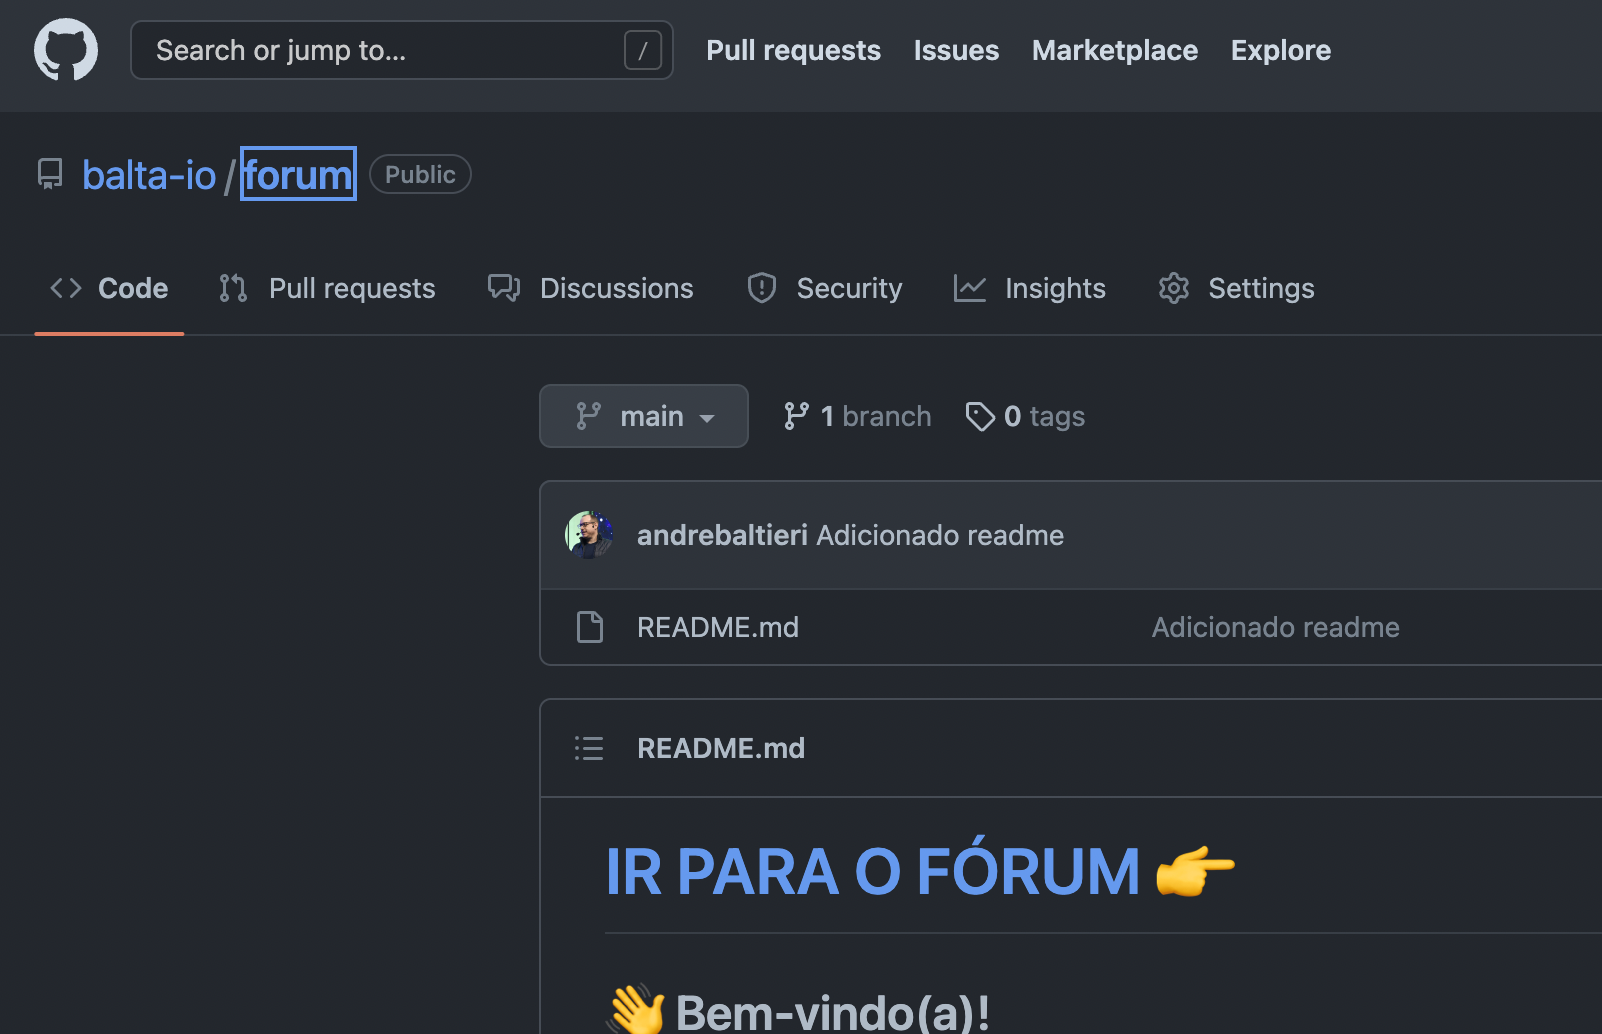 Search or jump to... / Pull requests Issues Marketplace Explore
balta-io / forum Public
Code Pull requests Discussions Security Insights Settings
main 1 branch 0 tags
andrebaltieri Adicionado readme
README.md Adicionado readme
README.md
IR PARA O FÓRUM 👉
👋 Bem-vindo(a)!